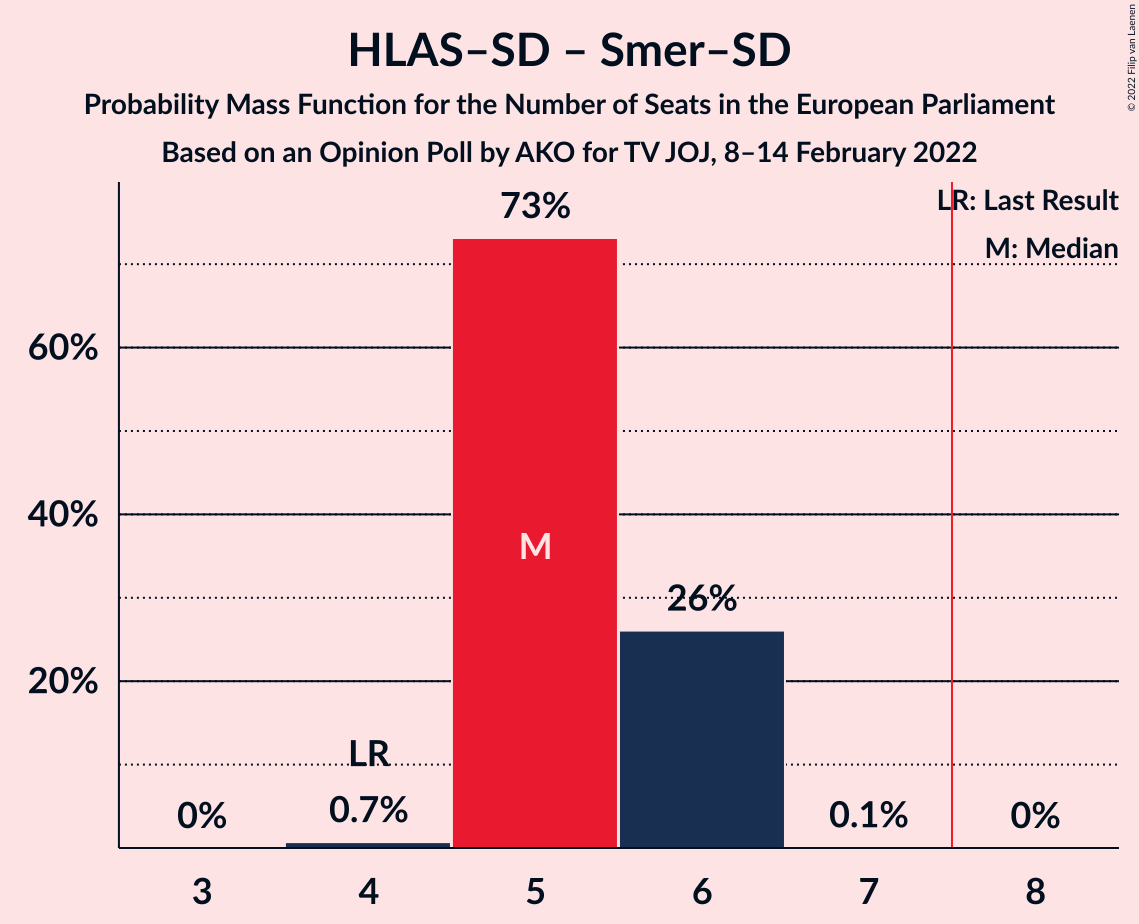 HLAS–SD – Smer–SD
Probability Mass Function for the Number of Seats in the European Parliament
Based on an Opinion Poll by AKO for TV JOJ, 8–14 February 2022
© 2022 Filip van Laenen
LR: Last Result
M: Median
60%
40%
20%
0%
LR
0.7%
73%
M
26%
0.1%
0%
3 4 5 6 7 8